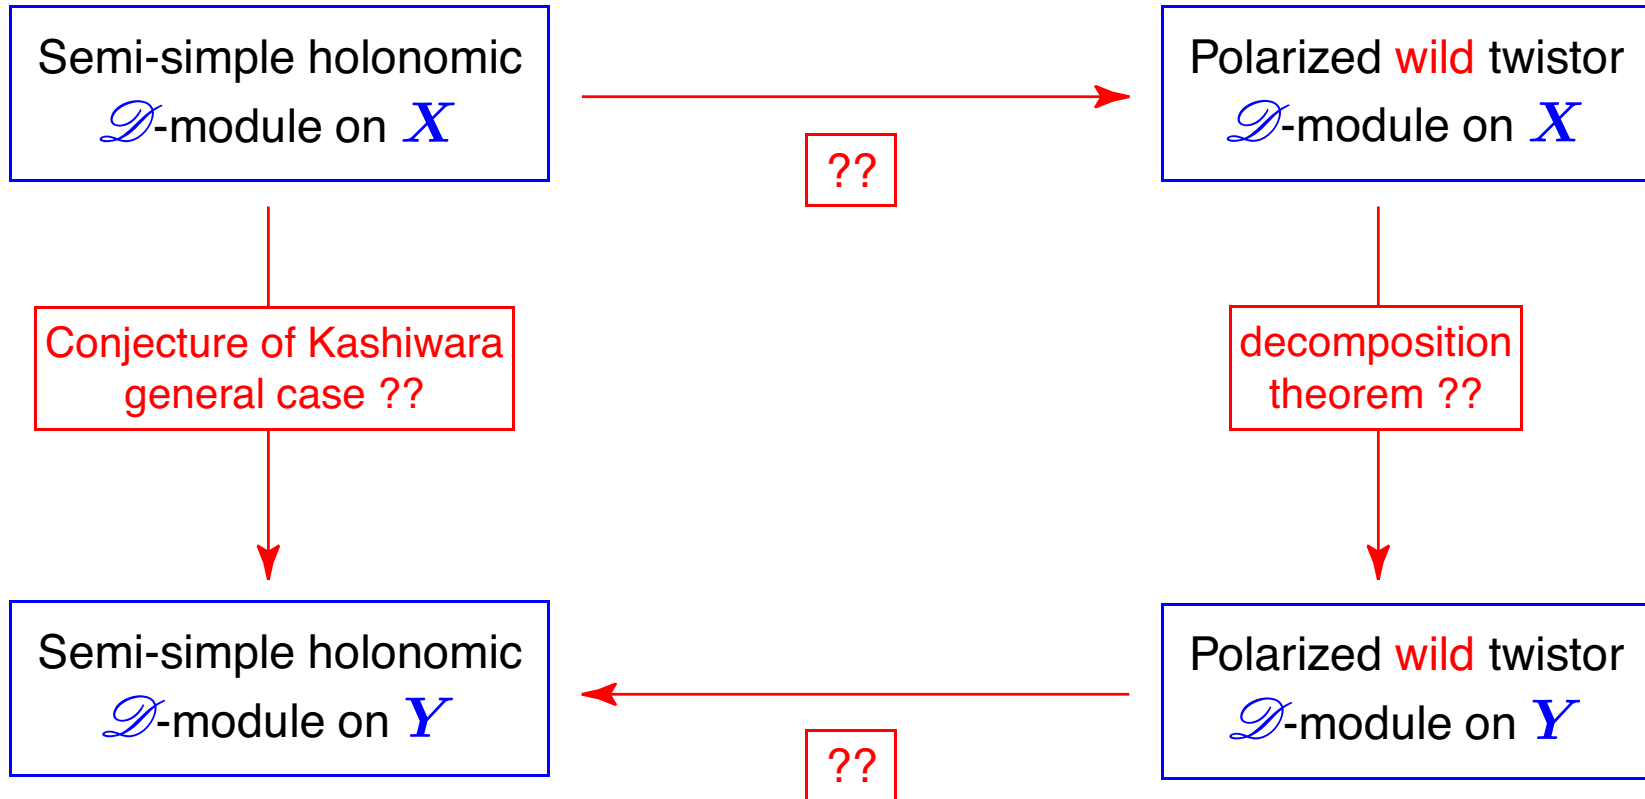 Semi-simple holonomic
𝒟-module on X
??
Polarized wild twistor
𝒟-module on X
Conjecture of Kashiwara
general case ??
decomposition
theorem ??
Semi-simple holonomic
𝒟-module on Y
??
Polarized wild twistor
𝒟-module on Y